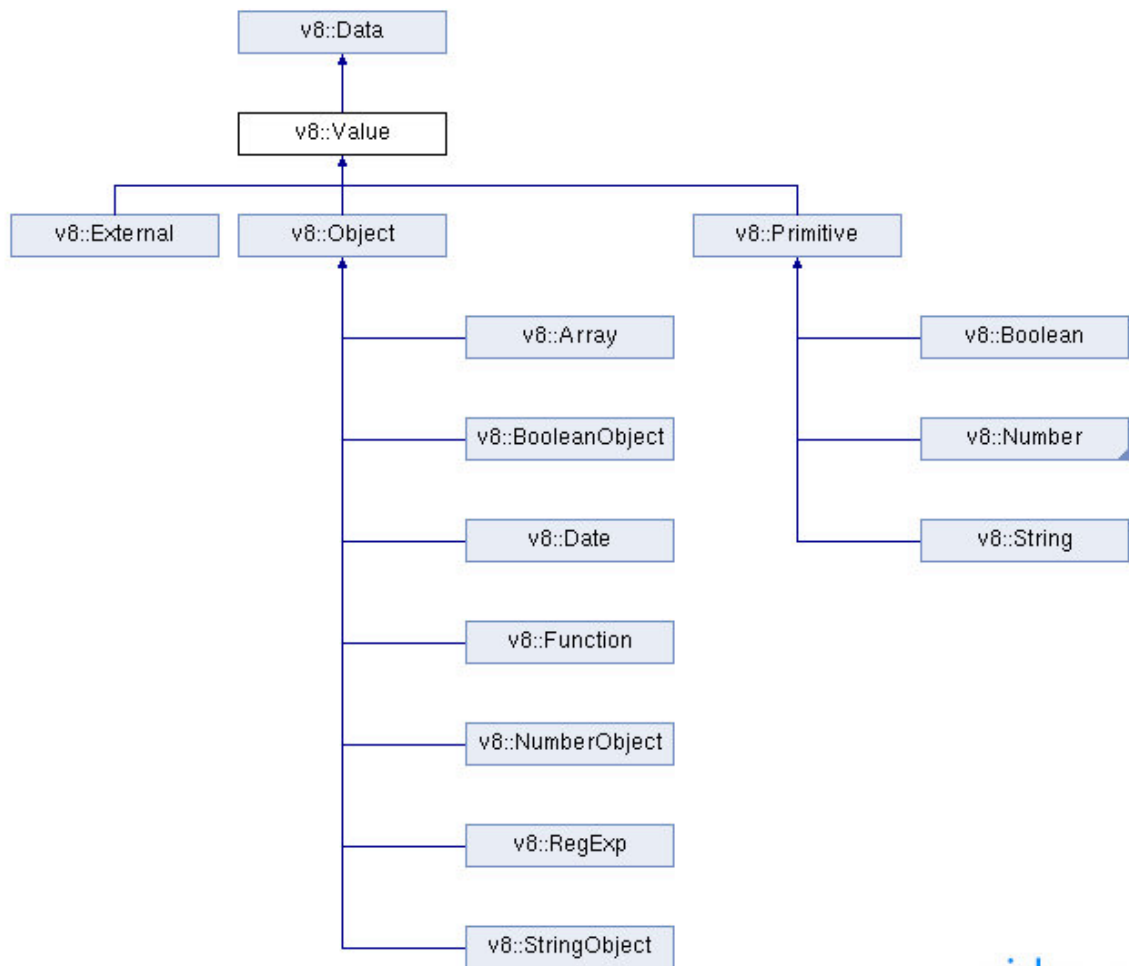 v8::Data
v8::Value
v8::External
v8::Object
v8::Primitive
v8::Array
v8::Boolean
v8::BooleanObject
v8::Number
v8::Date
v8::String
v8::Function
v8::NumberObject
v8::RegExp
v8::StringObject